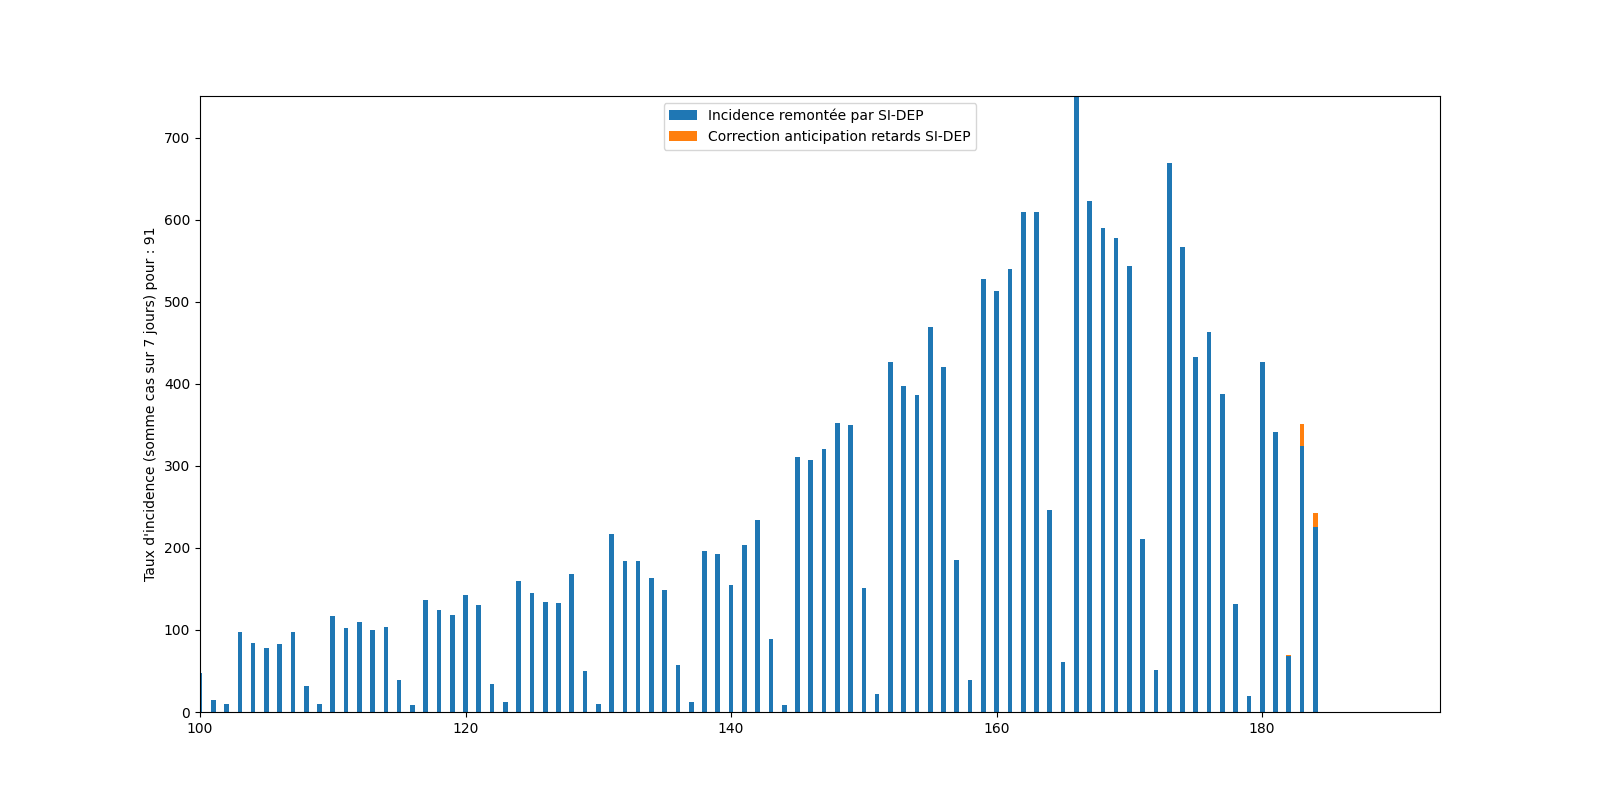 Incidence remontée par SI-DEP
Correction anticipation retards SI-DEP
Taux d'incidence (somme cas sur 7 jours) pour : 91
700
600
500
400
300
200
100
0
100 120 140 160 180